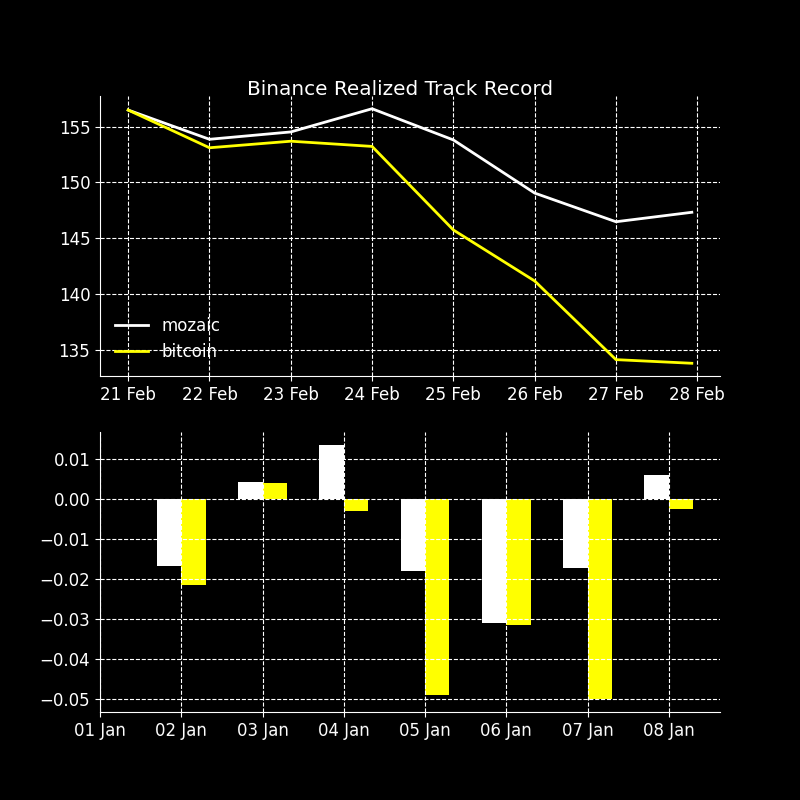 Binance Realized Track Record
155
150
145
140
135
mozaic
bitcoin
21 Feb 22 Feb 23 Feb 24 Feb 25 Feb 26 Feb 27 Feb 28 Feb
0.01
0.00
−0.01
−0.02
−0.03
−0.04
−0.05
01 Jan 02 Jan 03 Jan 04 Jan 05 Jan 06 Jan 07 Jan 08 Jan